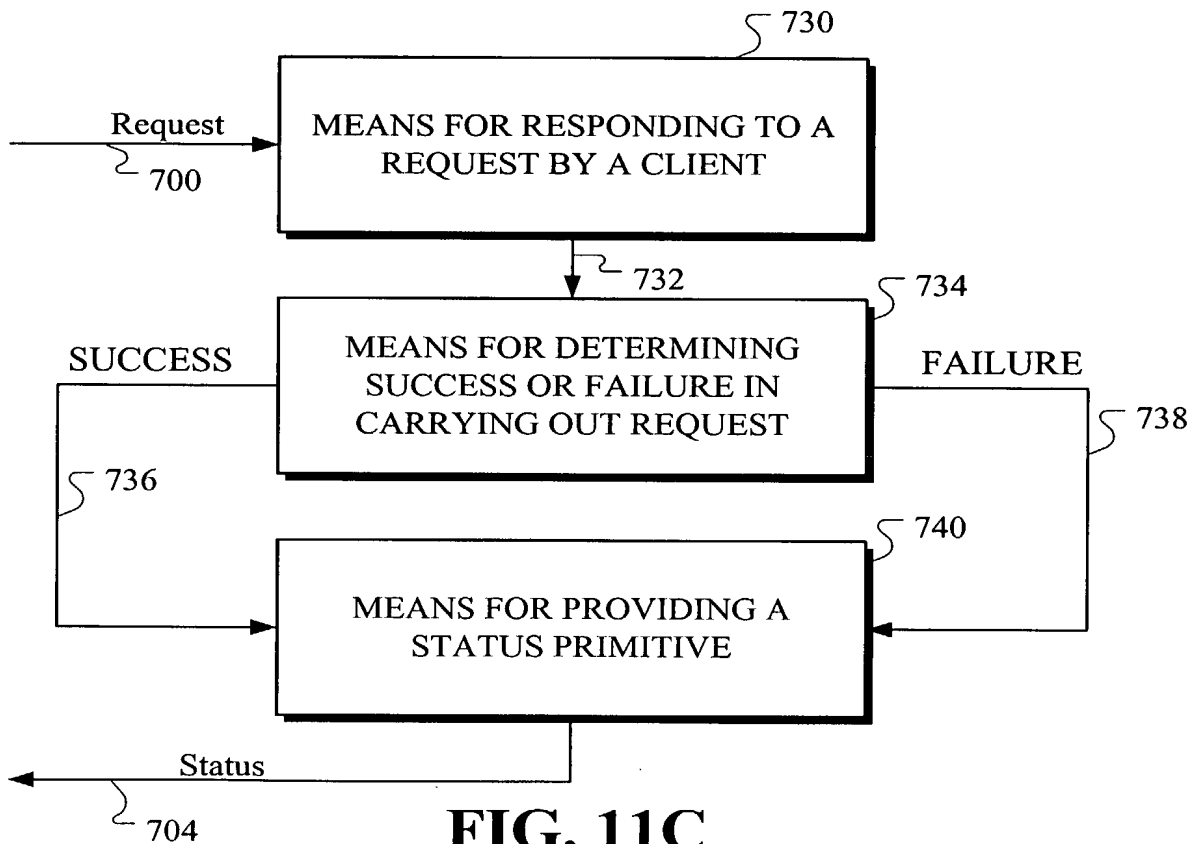 730
Request
700
MEANS FOR RESPONDING TO A
REQUEST BY A CLIENT
732
734
SUCCESS
MEANS FOR DETERMINING
SUCCESS OR FAILURE IN
CARRYING OUT REQUEST
FAILURE
736
738
740
MEANS FOR PROVIDING A
STATUS PRIMITIVE
Status
704
FIG. 11C